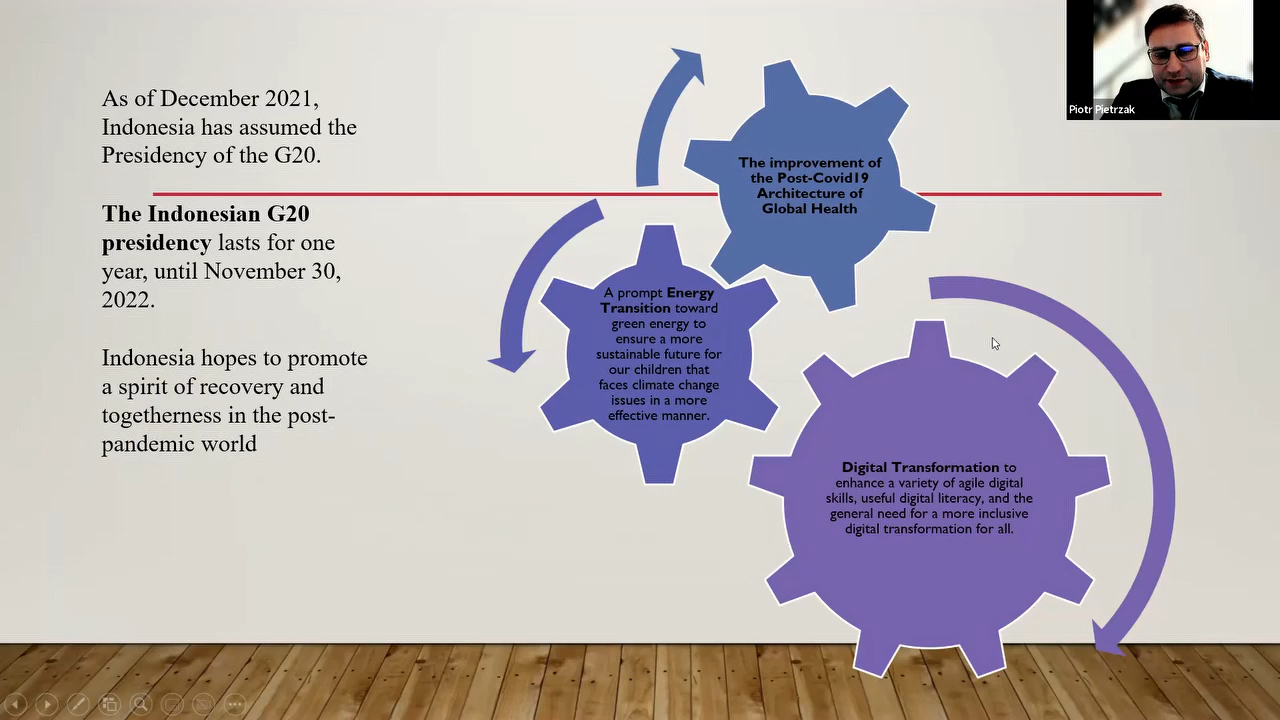 As of December 2021,
Indonesia has assumed the
Presidency of the G20.
The Indonesian G20
presidency lasts for one
year, until November 30,
2022.
Indonesia hopes to promote
a spirit of recovery and
togetherness in the post-
pandemic world
The improvement of
the Post-Covid19
Architecture of
Global Health
A prompt Energy
Transition toward
green energy to
ensure a more
sustainable future for
our children that
faces climate change
issues in a more
effective manner.
Digital Transformation to
enhance a variety of agile digital
skills, useful digital literacy, and the
general need for a more inclusive
digital transformation for all.
Piotr Pietrzak